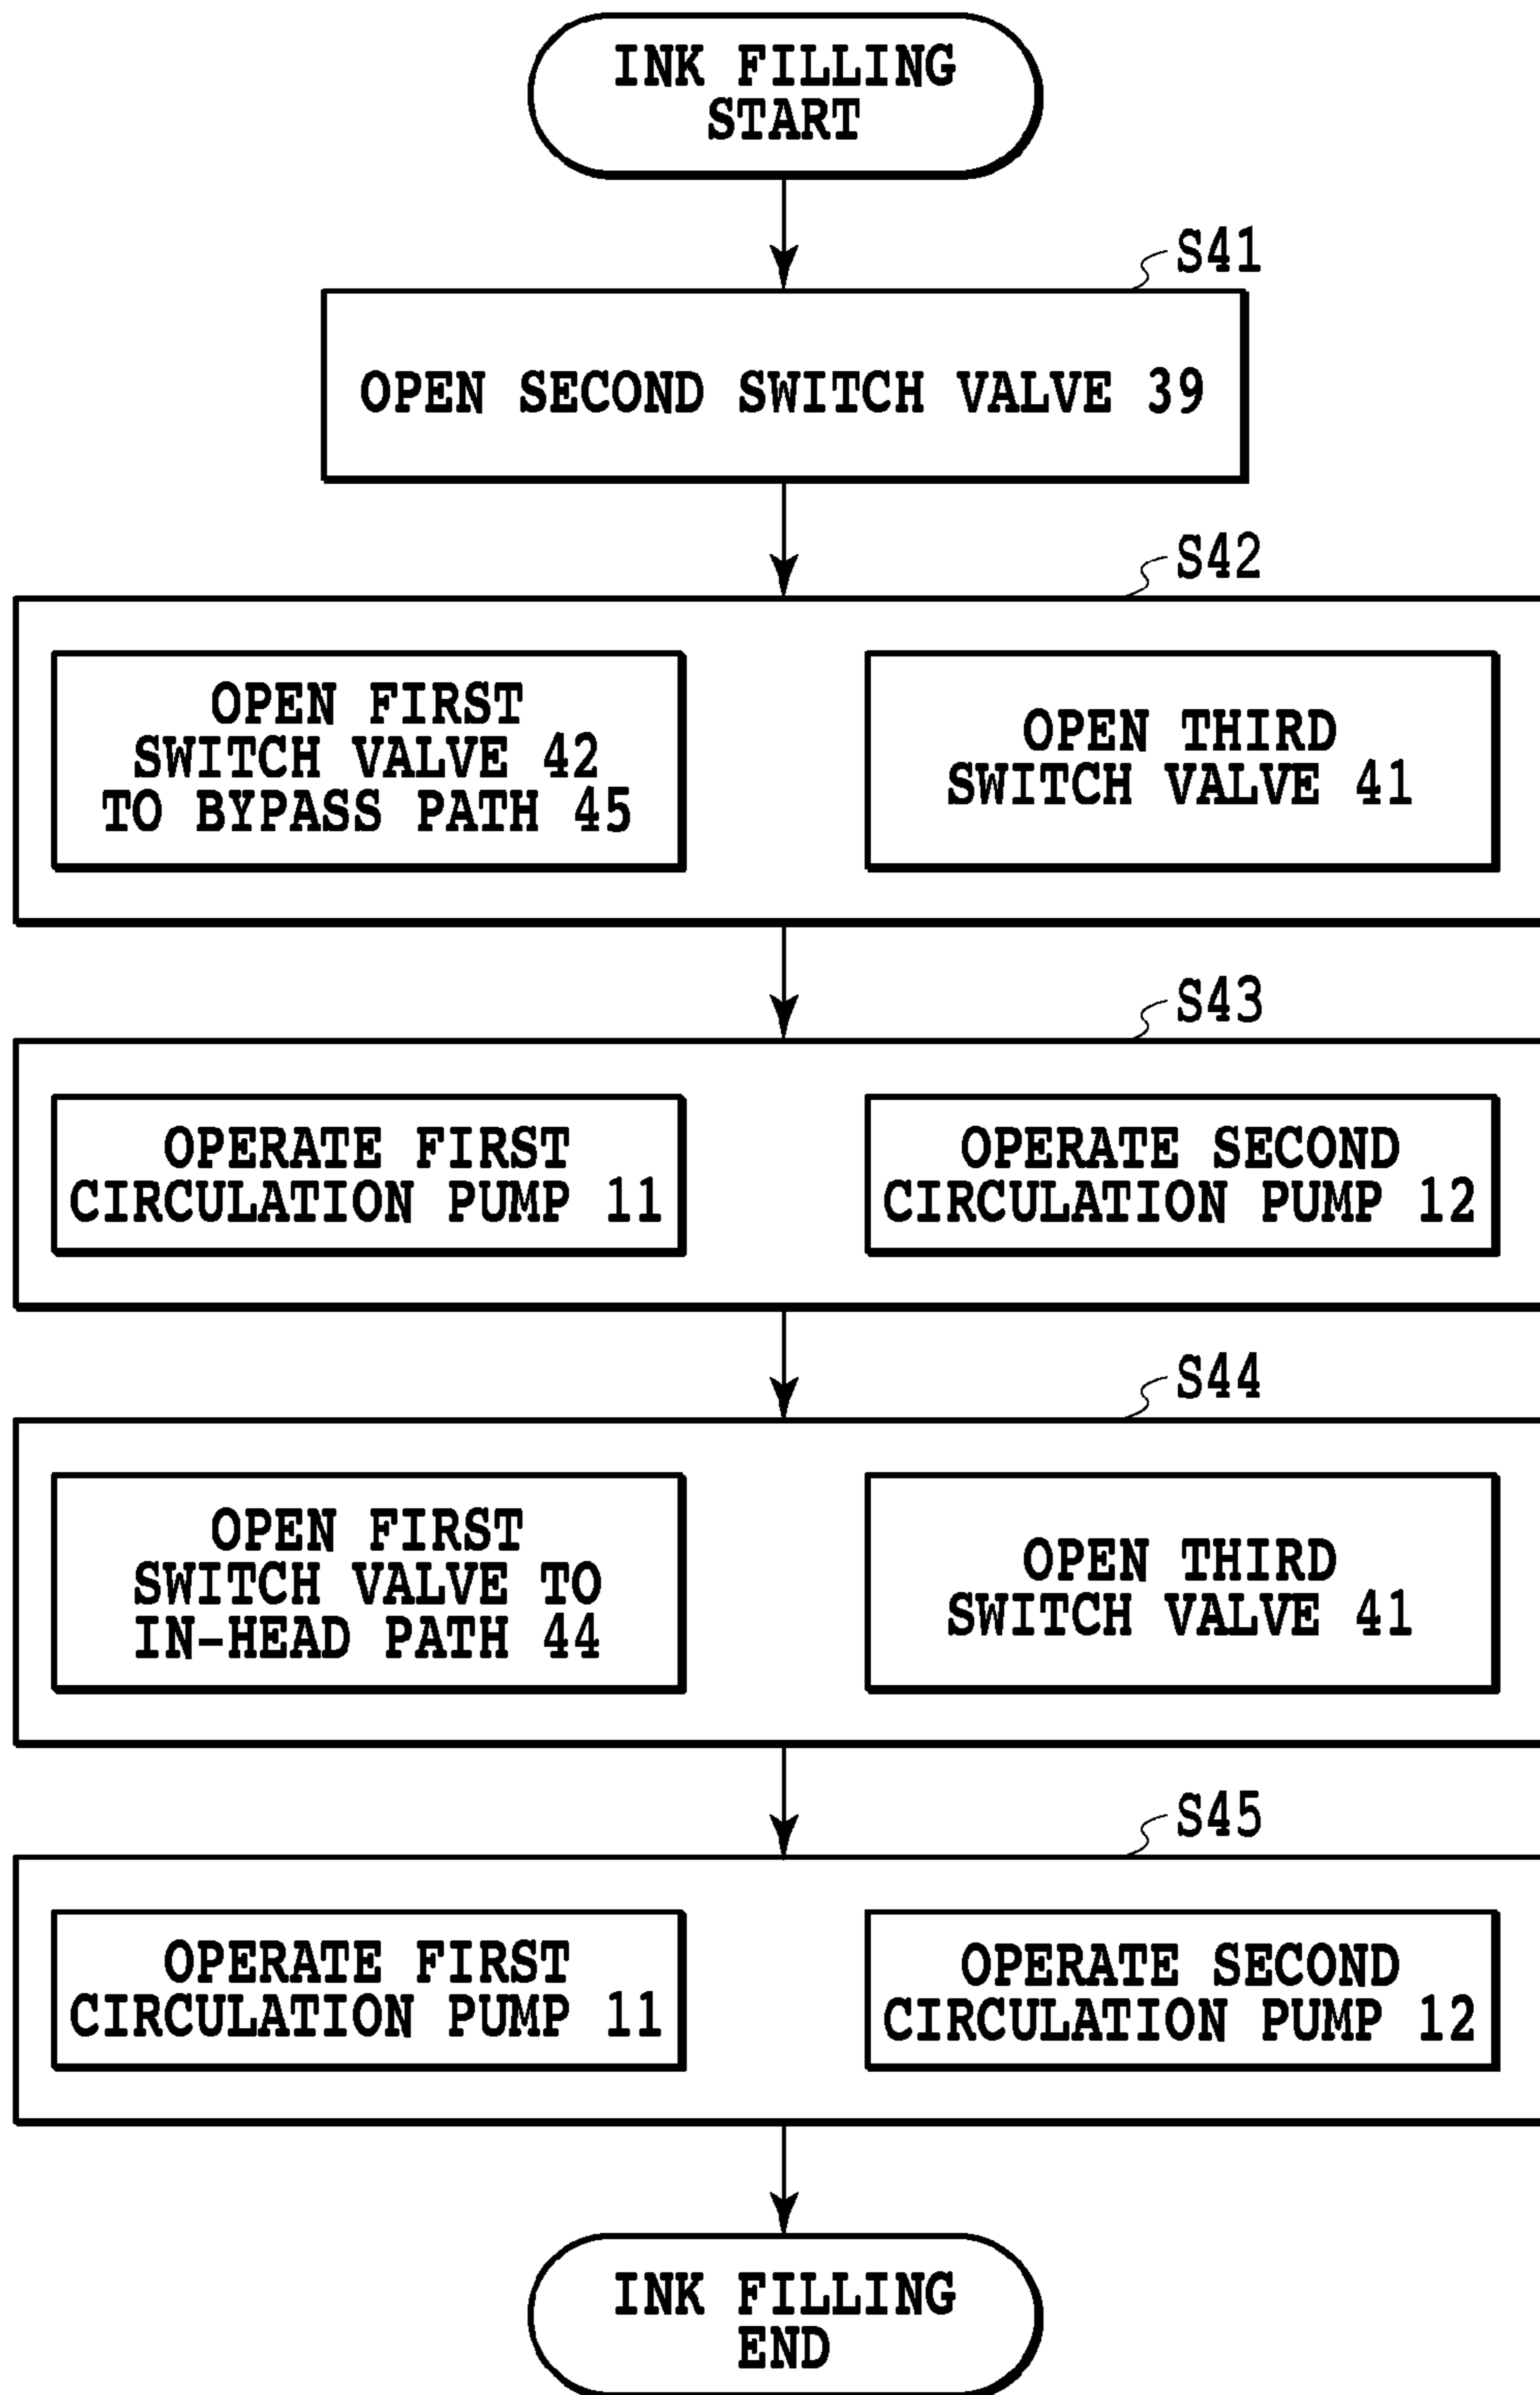 INK FILLING
START
S41
OPEN SECOND SWITCH VALVE 39
S42
OPEN FIRST
SWITCH VALVE 42
TO BYPASS PATH 45
OPEN THIRD
SWITCH VALVE 41
S43
OPERATE FIRST
CIRCULATION PUMP 11
OPERATE SECOND
CIRCULATION PUMP 12
S44
OPEN FIRST
SWITCH VALVE TO
IN-HEAD PATH 44
OPEN THIRD
SWITCH VALVE 41
S45
OPERATE FIRST
CIRCULATION PUMP 11
OPERATE SECOND
CIRCULATION PUMP 12
INK FILLING
END